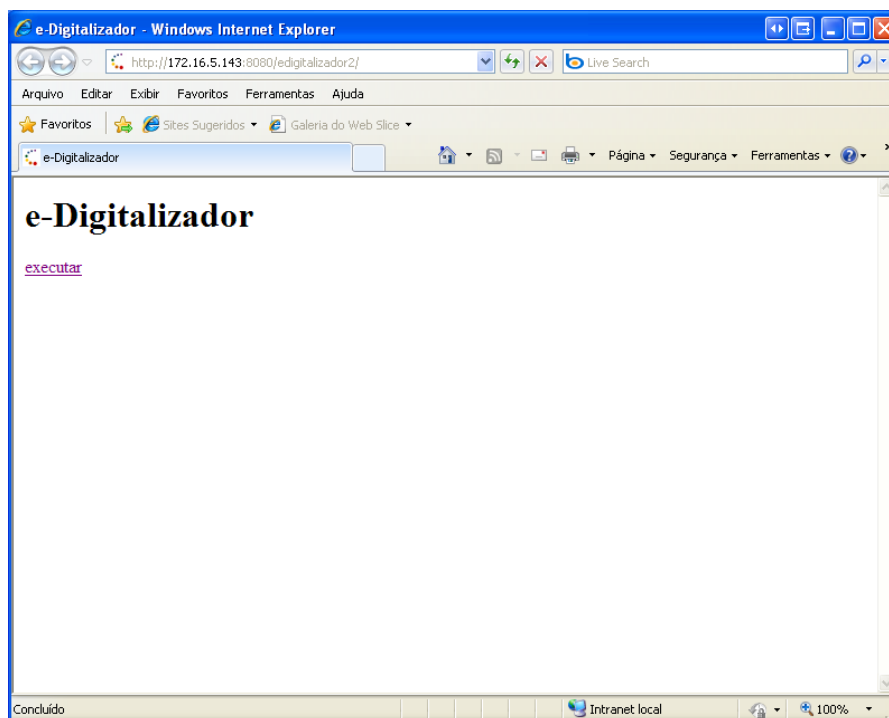 e-Digitalizador - Windows Internet Explorer
http://172.16.5.143:8080/edigitalizador2/ Live Search
Arquivo Editar Exibir Favoritos Ferramentas Ajuda
Favoritos Sites Sugeridos Galeria do Web Slice
e-Digitalizador Página Segurança Ferramentas »
e-Digitalizador
executar
Concluído Intranet local 100%